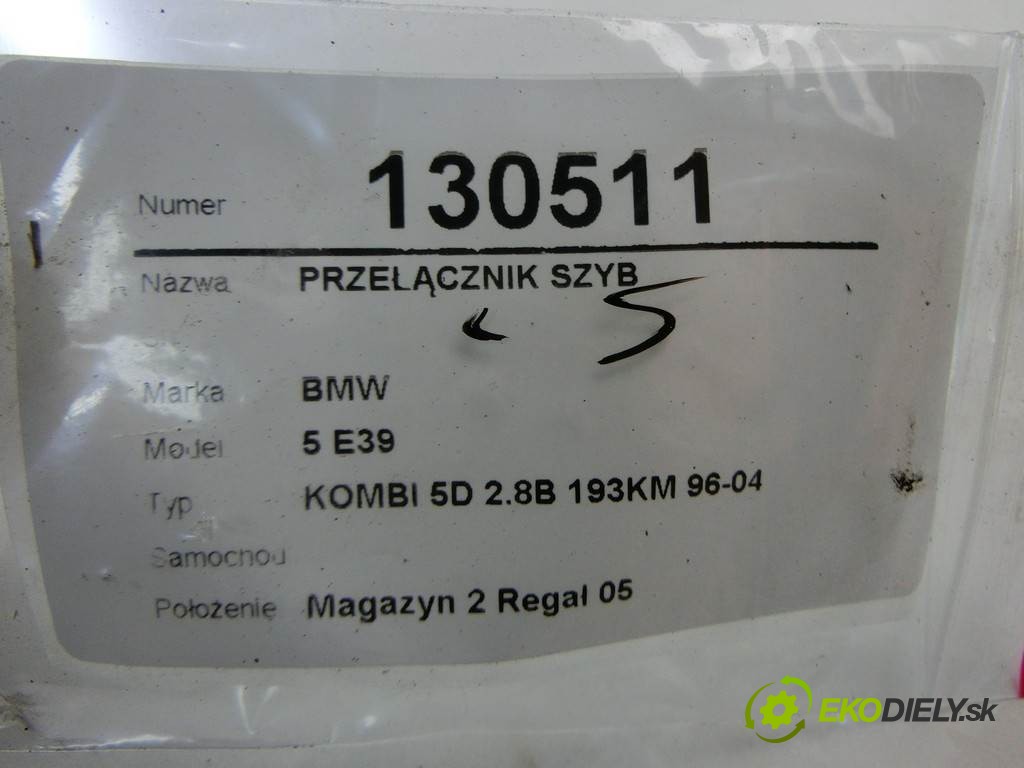 Numer 130511
Nazwa PRZEŁĄCZNIK SZYB
Marka BMW
Model 5 E39
Typ KOMBI 5D 2.8B 193KM 96-04
Samochod
Położenie Magazyn 2 Regał 05
EKODIELY.sk